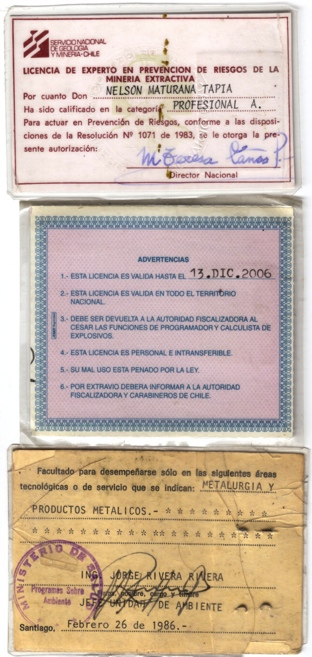 SERVICIO NACIONAL
DE GEOLOGIA
Y MINERIA-CHILE
LICENCIA DE EXPERTO EN PREVENCION DE RIESGOS DE LA
MINERIA EXTRACTIVA
Por cuanto Don NELSON MATURANA TAPIA
Ha sido calificado en la categoría PROFESIONAL A.
Para actuar en Prevención de Riesgos, conforme a las disposi-
ciones de la Resolución Nº 1071 de 1983, se le otorga la pre-
sente autorización:
Director Nacional
ADVERTENCIAS
1.- ESTA LICENCIA ES VALIDA HASTA EL 13.DIC.2006
2.- ESTA LICENCIA ES VALIDA EN TODO EL TERRITORIO
NACIONAL.
3.- DEBE SER DEVUELTA A LA AUTORIDAD FISCALIZADORA AL
CESAR LAS FUNCIONES DE PROGRAMADOR Y CALCULISTA DE
EXPLOSIVOS.
4.- ESTA LICENCIA ES PERSONAL E INTRANSFERIBLE.
5.- SU MAL USO ESTA PENADO POR LA LEY.
6.- POR EXTRAVIO DEBERA INFORMAR A LA AUTORIDAD
FISCALIZADORA Y CARABINEROS DE CHILE.
Facultado para desempeñarse sólo en las siguientes áreas
tecnológicas o de servicio que se indican: METALURGIA Y
PRODUCTOS METALICOS.-
MINISTERIO DE
Programas Sobre
Ambiente
JORGE RIVERA RIVERA
UNIDAD DE AMBIENTE
Santiago, Febrero 26 de 1986.-